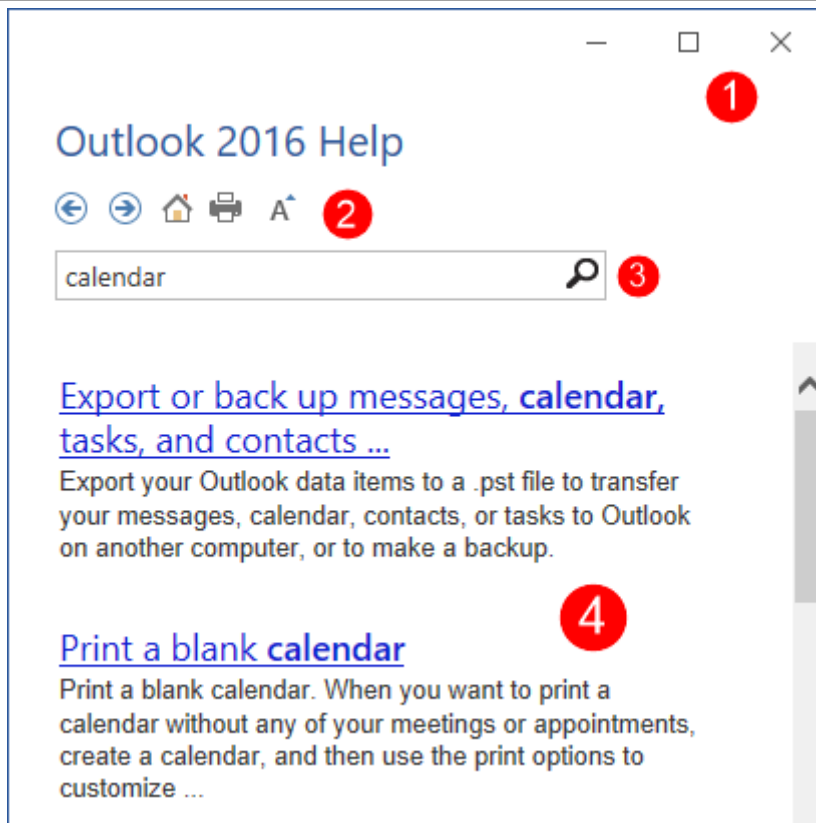 1
Outlook 2016 Help
A 2
calendar 3
Export or back up messages, calendar,
tasks, and contacts ...
Export your Outlook data items to a .pst file to transfer
your messages, calendar, contacts, or tasks to Outlook
on another computer, or to make a backup.
4
Print a blank calendar
Print a blank calendar. When you want to print a
calendar without any of your meetings or appointments,
create a calendar, and then use the print options to
customize ...